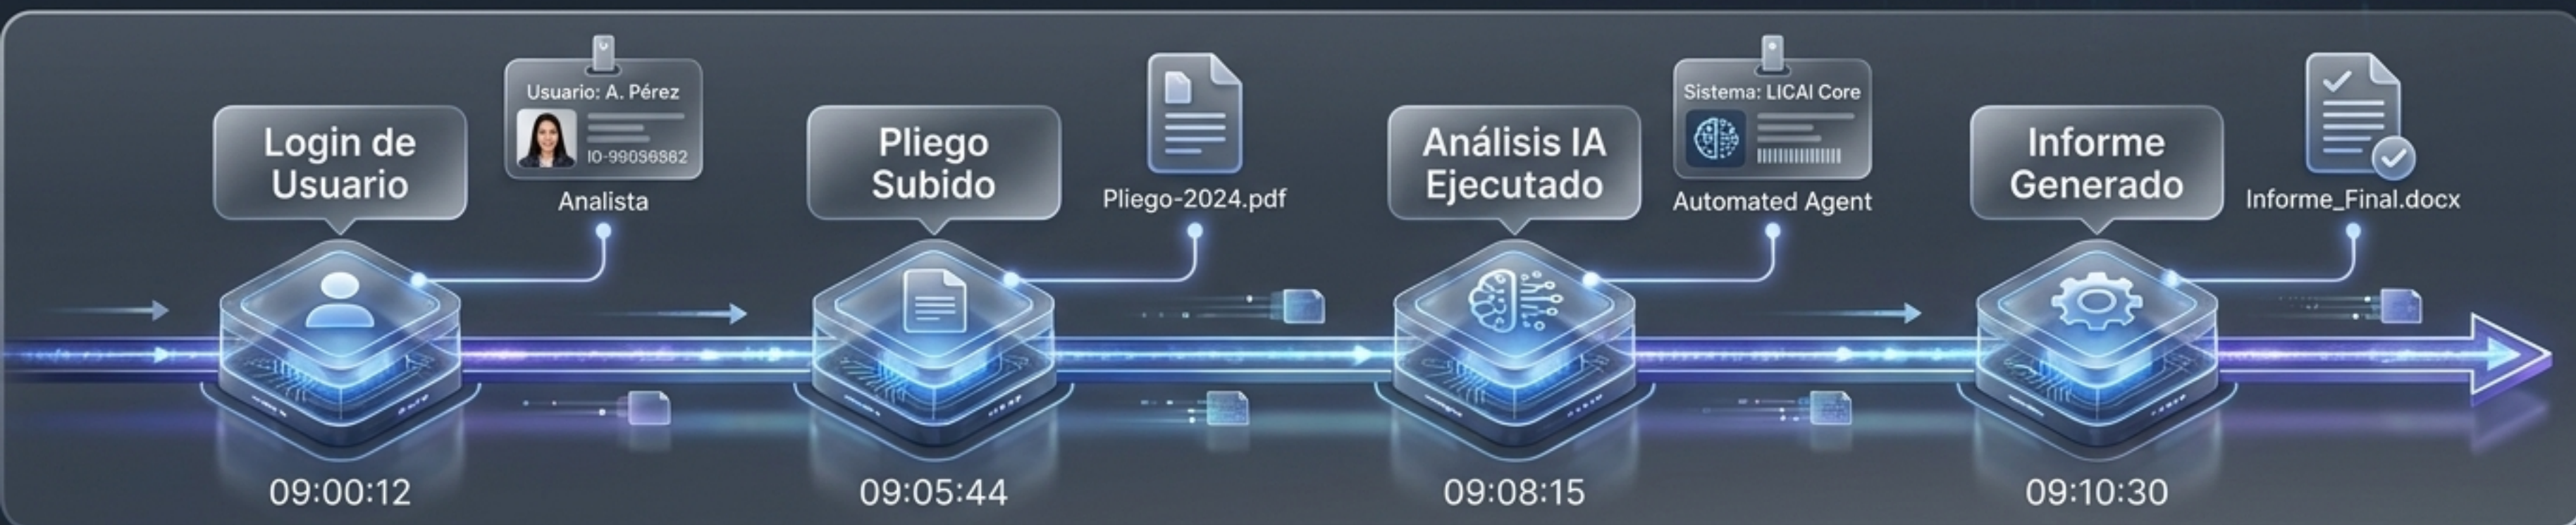 Login de
Usuario
Usuario: A. Pérez
Analista
Pliego
Subido
Pliego-2024.pdf
Análisis IA
Ejecutado
Sistema: LICAI Core
Automated Agent
Informe
Generado
Informe_Final.docx
09:00:12
09:05:44
09:08:15
09:10:30